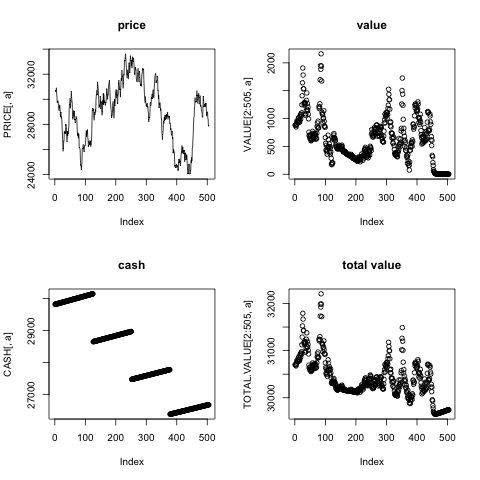 price
PRICE[, a]
24000 28000 32000
0 100 200 300 400 500
Index
value
VALUE[2:505, a]
0 500 1000 2000
0 100 200 300 400 500
Index
cash
CASH[, a]
27000 29000
0 100 200 300 400 500
Index
total value
TOTAL.VALUE[2:505, a]
30000 31000 32000
0 100 200 300 400 500
Index